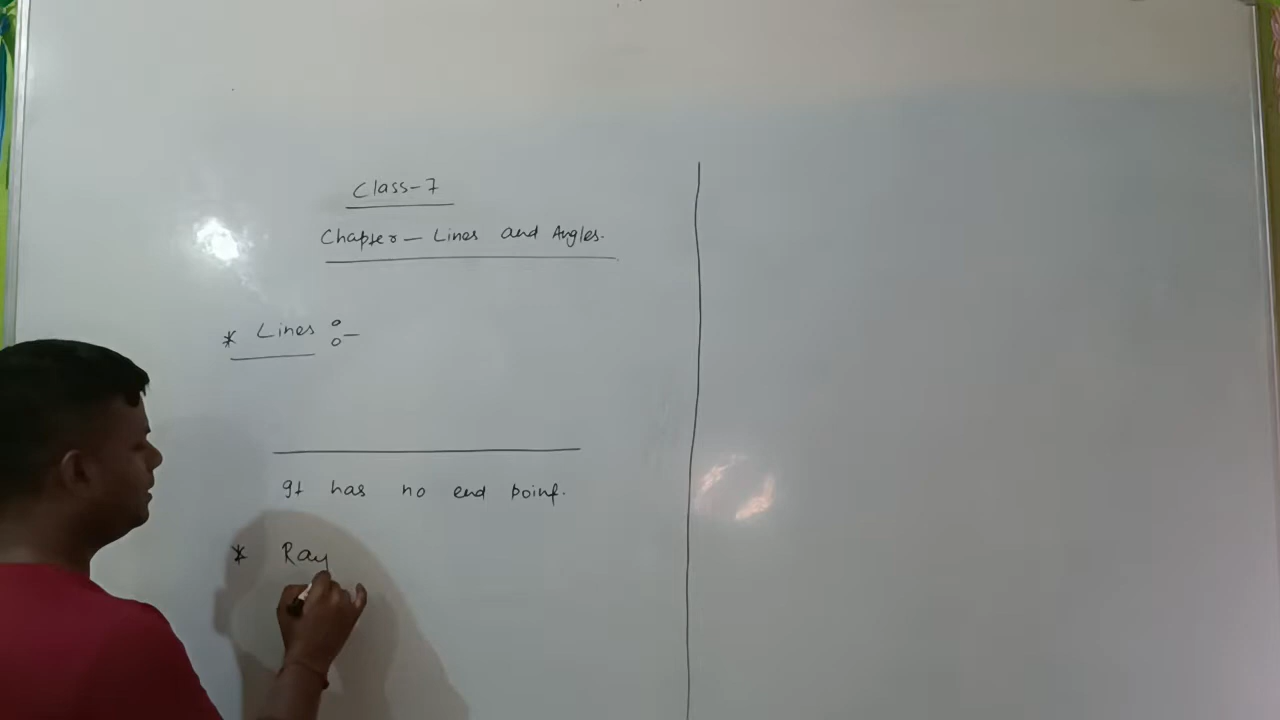 Class-7
Chapter — Lines and Angles.
* Lines :-
It has no end point.
* Ray